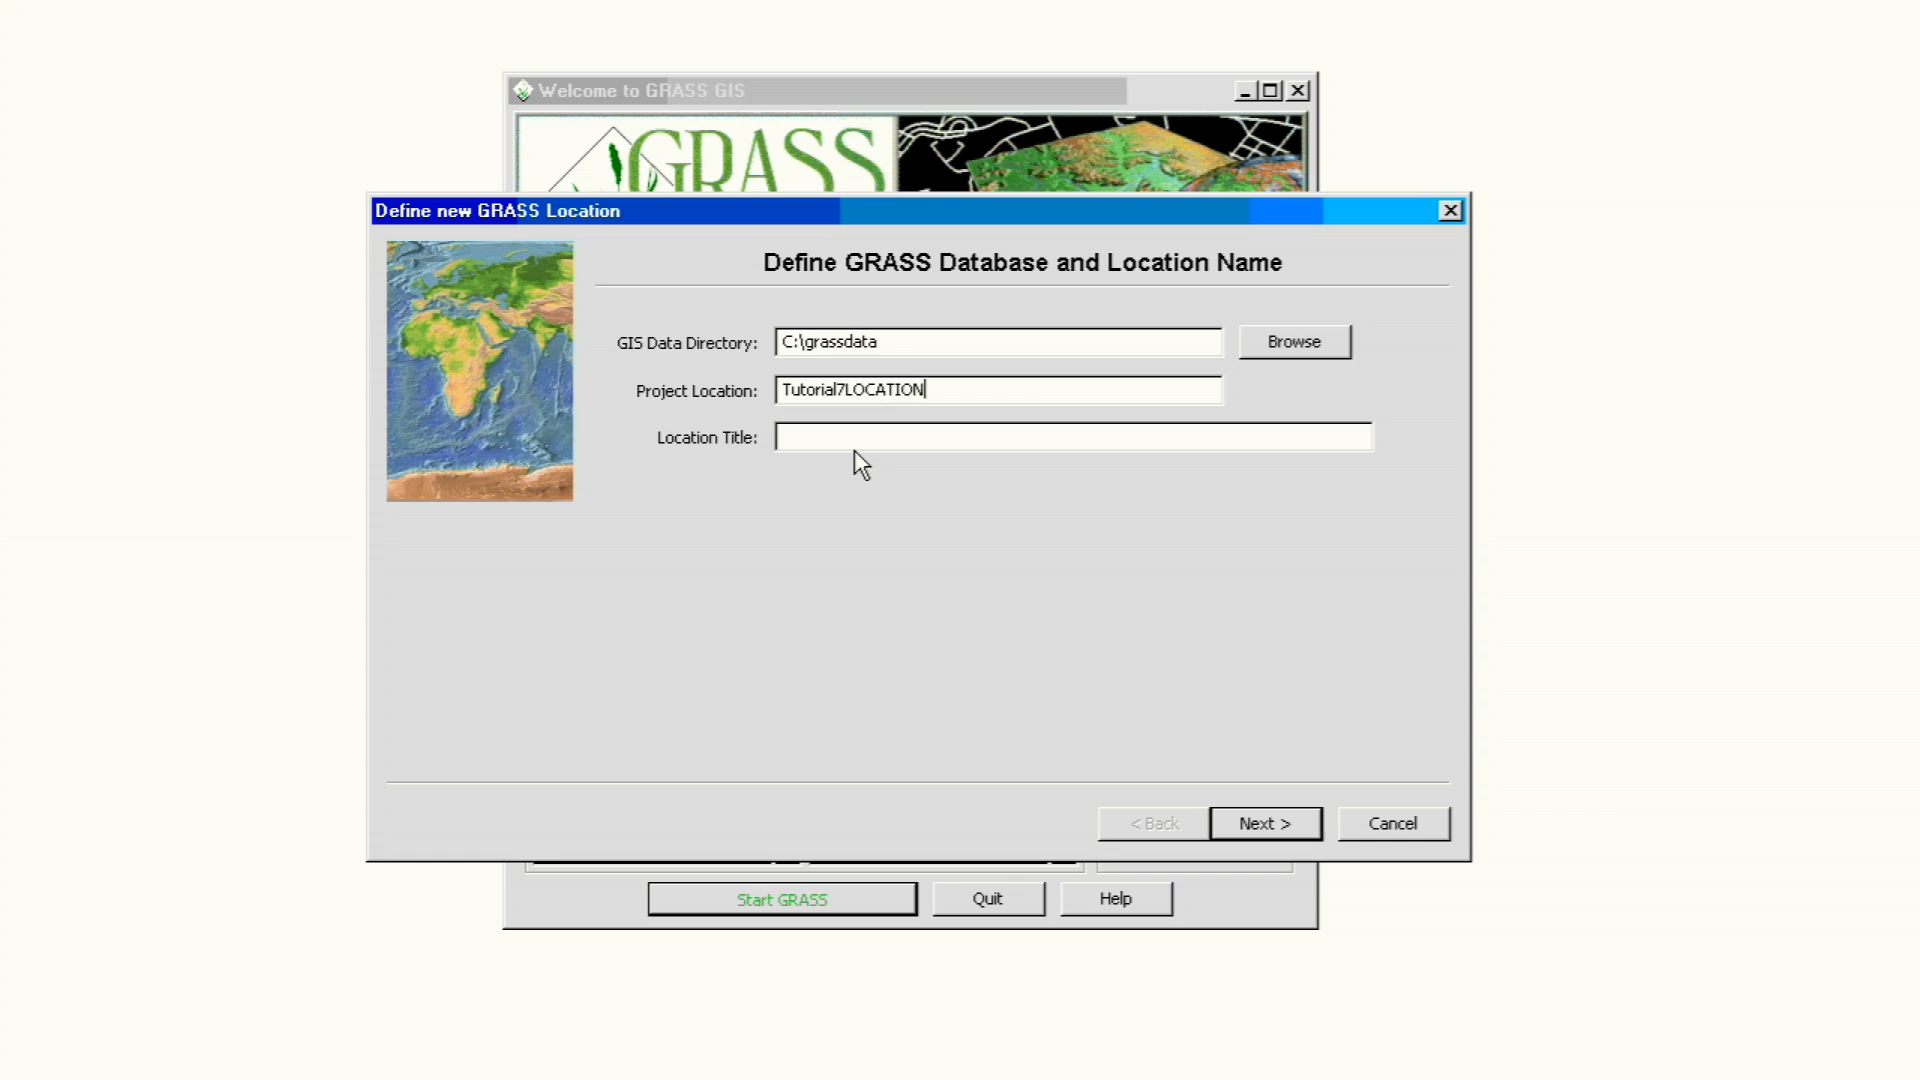 Welcome to GRASS GIS
GRASS
Define new GRASS Location
Define GRASS Database and Location Name
GIS Data Directory: C:\grassdata Browse
Project Location: Tutorial7LOCATION
Location Title:
< Back Next > Cancel
Start GRASS Quit Help